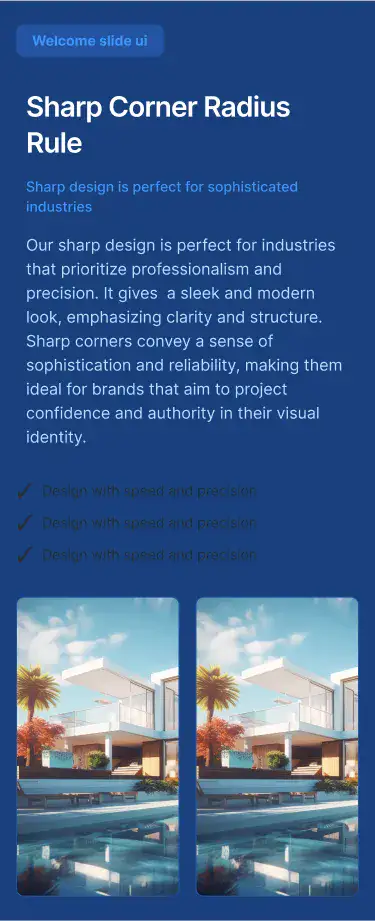 Welcome slide ui
Sharp Corner Radius
Rule
Sharp design is perfect for sophisticated
industries
Our sharp design is perfect for industries
that prioritize professionalism and
precision. It gives  a sleek and modern
look, emphasizing clarity and structure.
Sharp corners convey a sense of
sophistication and reliability, making them
ideal for brands that aim to project
confidence and authority in their visual
identity.
✓ Design with speed and precision
✓ Design with speed and precision
✓ Design with speed and precision